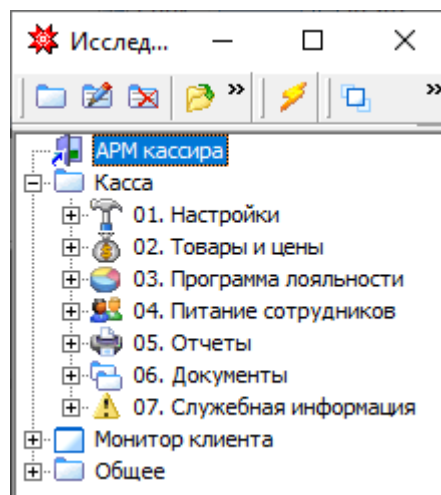 Исслед...
АРМ кассира
Касса
01. Настройки
02. Товары и цены
03. Программа лояльности
04. Питание сотрудников
05. Отчеты
06. Документы
07. Служебная информация
Монитор клиента
Общее